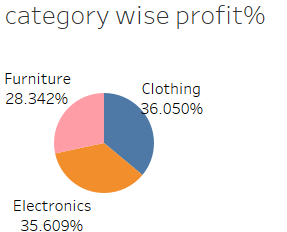 category wise profit%
Furniture
28.342%
Clothing
36.050%
Electronics
35.609%